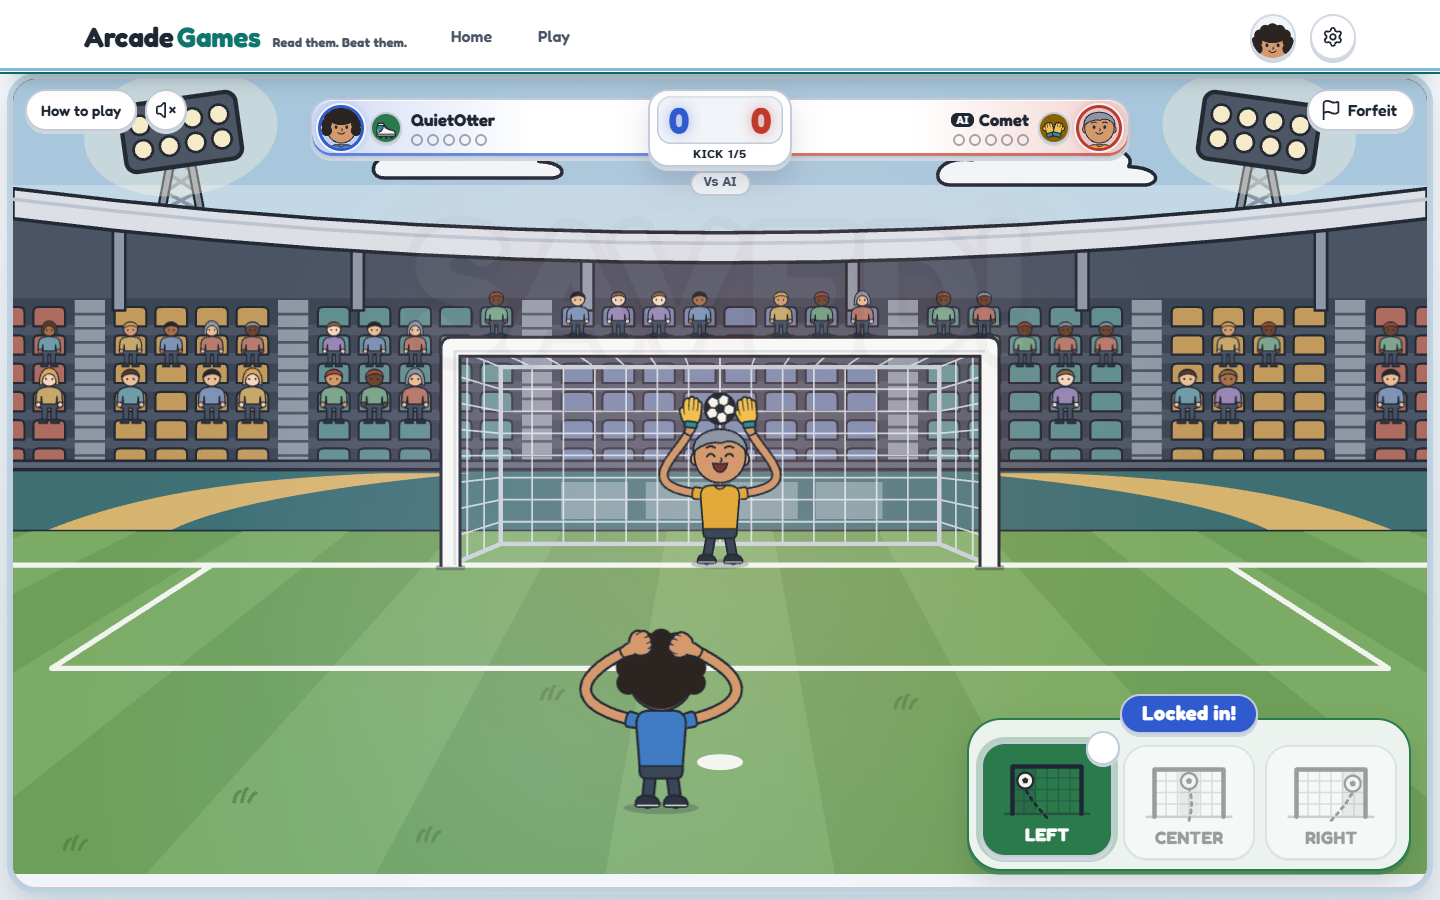 Arcade Games Read them. Beat them. Home Play
How to play
QuietOtter
0 0
KICK 1/5
Vs AI
AI Comet
Forfeit
SAVED!
Locked in!
LEFT
CENTER
RIGHT